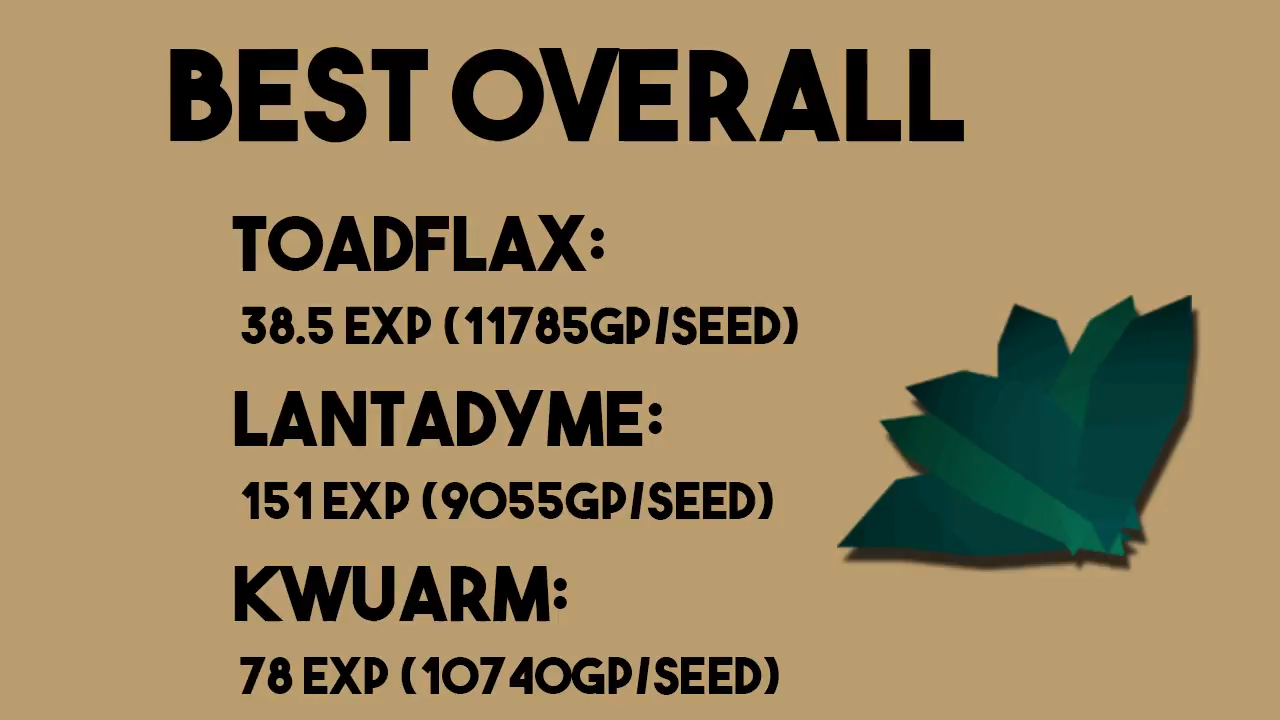 BEST OVERALL
TOADFLAX:
38.5 EXP (11785GP/SEED)
LANTADYME:
151 EXP (9055GP/SEED)
KWUARM:
78 EXP (10740GP/SEED)